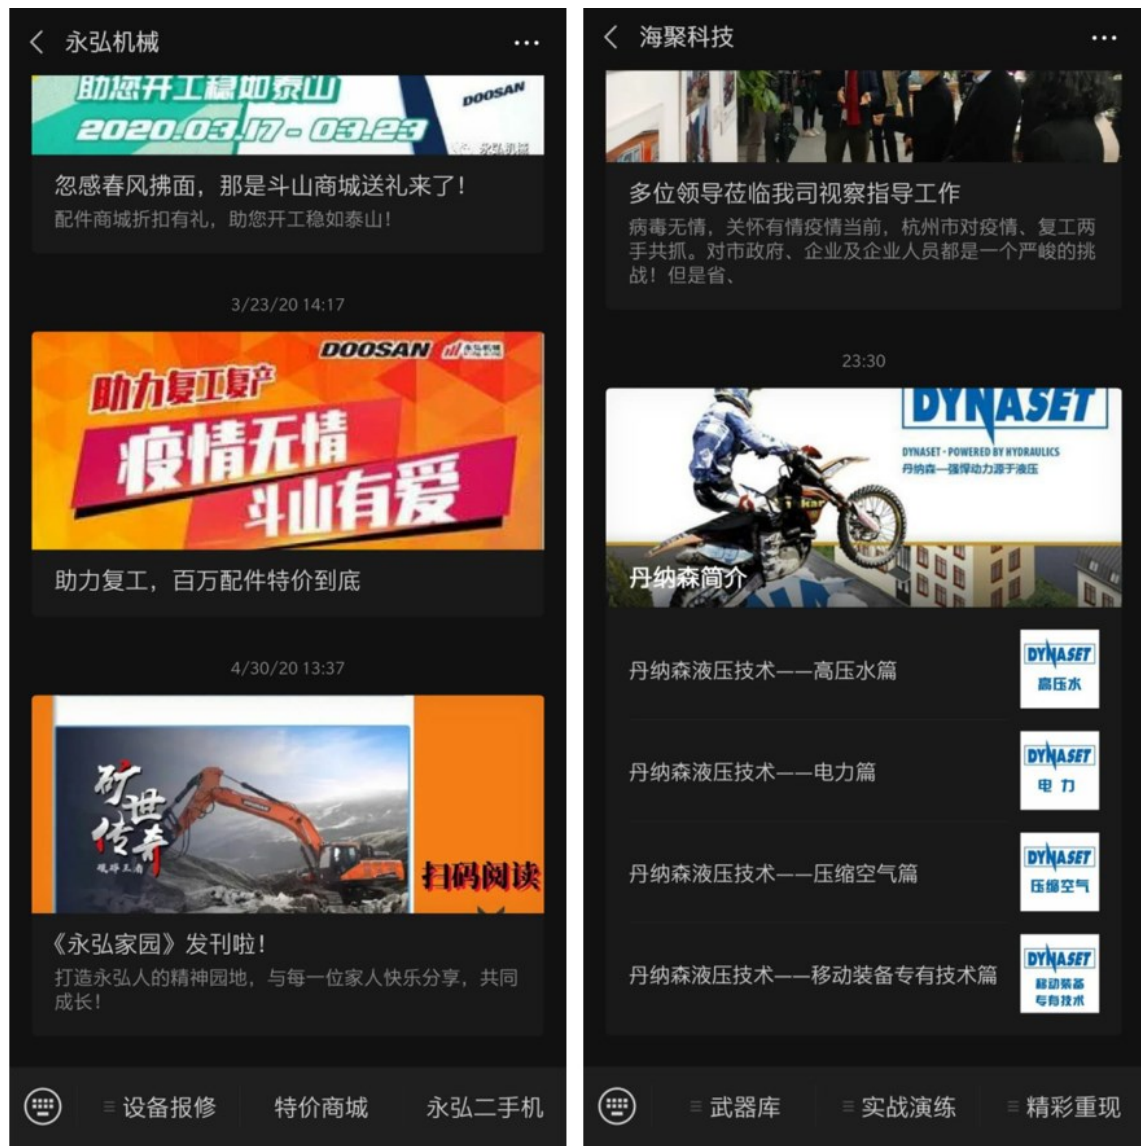 永弘机械
助您开工稳如泰山
2020.03.17 - 03.23
DOOSAN
永弘机械
忽感春风拂面，那是斗山商城送礼来了！
配件商城折扣有礼，助您开工稳如泰山！
3/23/20 14:17
DOOSAN 永弘机械
助力复工复产
疫情无情
斗山有爱
助力复工，百万配件特价到底
4/30/20 13:37
矿世传奇
扫码阅读
《永弘家园》发刊啦！
打造永弘人的精神园地，与每一位家人快乐分享，共同
成长！
设备报修 特价商城 永弘二手机
海聚科技
多位领导莅临我司视察指导工作
病毒无情，关怀有情疫情当前，杭州市对疫情、复工两
手共抓。对市政府、企业及企业人员都是一个严峻的挑
战！但是省、
23:30
DYNASET
DYNASET - POWERED BY HYDRAULICS
丹纳森—强悍动力源于液压
丹纳森简介
丹纳森液压技术——高压水篇
DYNASET
高压水
丹纳森液压技术——电力篇
DYNASET
电 力
丹纳森液压技术——压缩空气篇
DYNASET
压缩空气
丹纳森液压技术——移动装备专有技术篇
DYNASET
移动装备
专有技术
武器库 实战演练 精彩重现